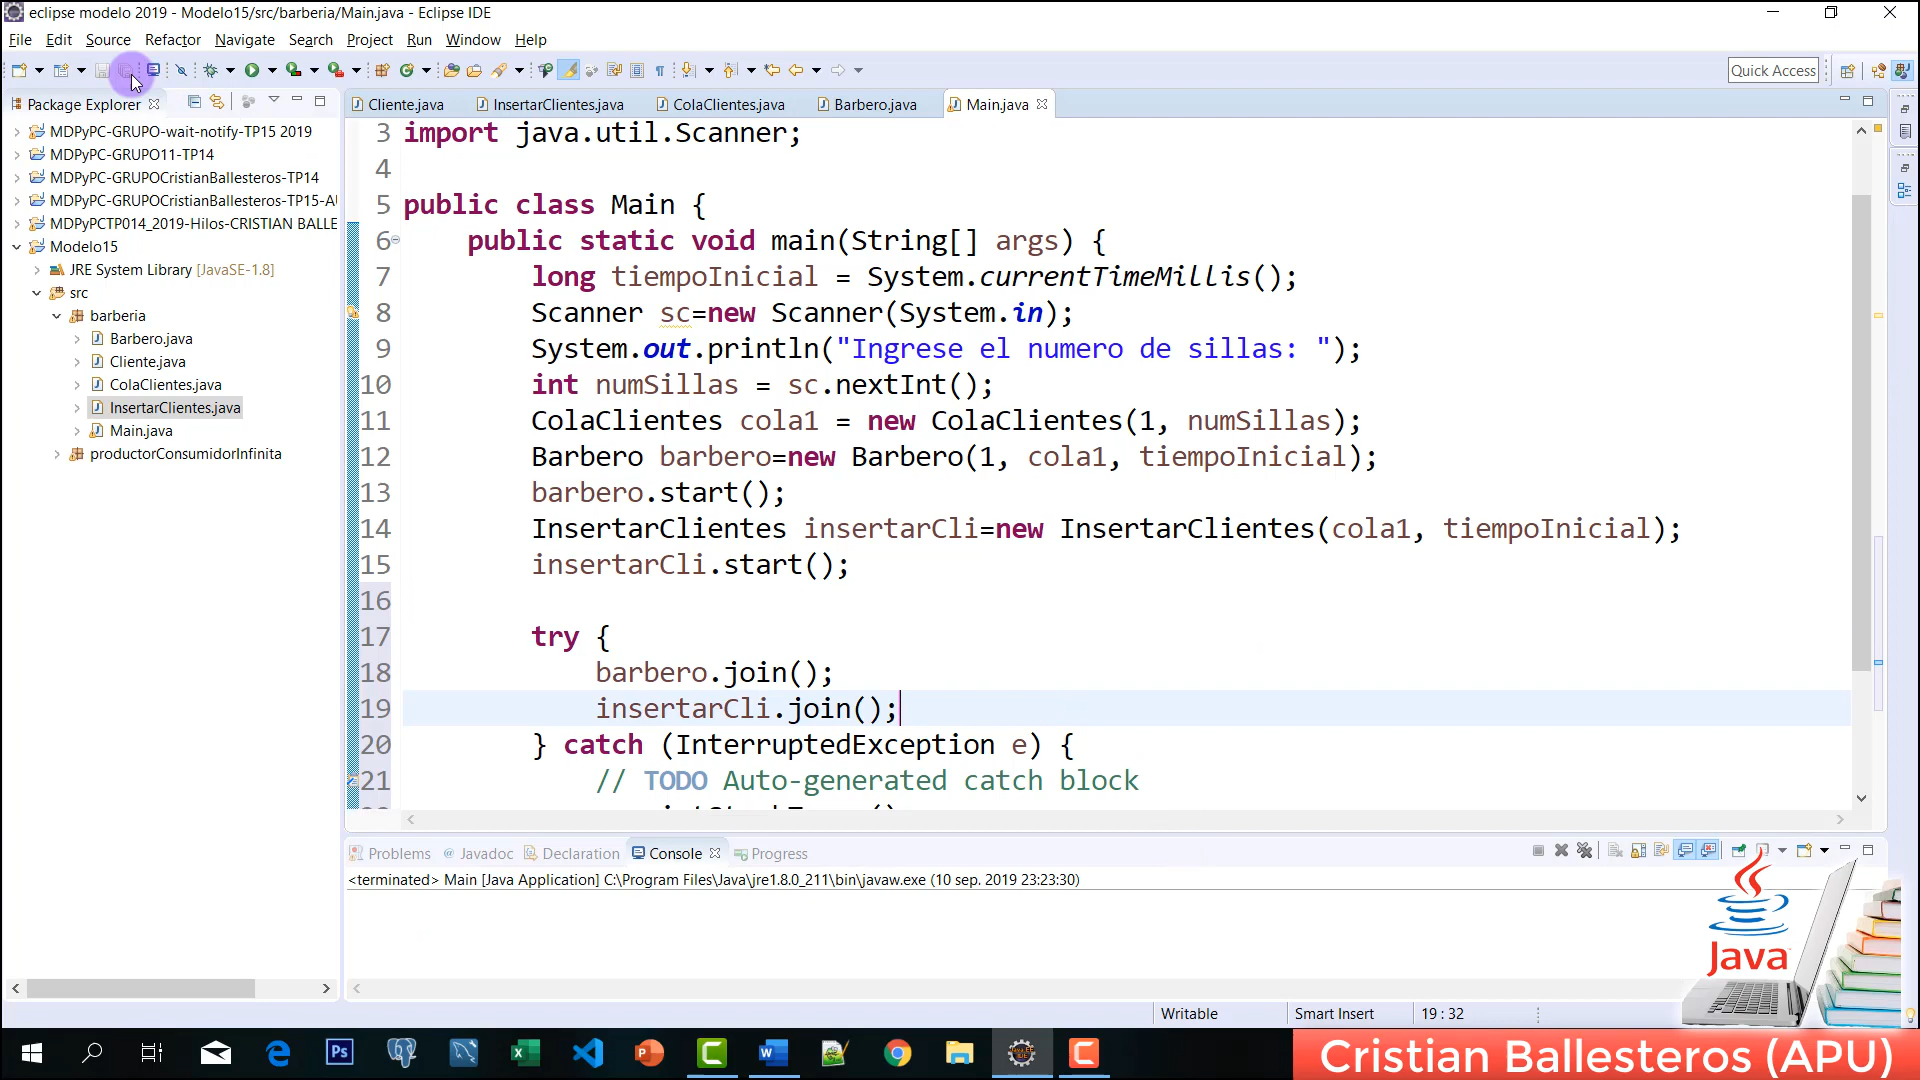 eclipse modelo 2019 - Modelo15/src/barberia/Main.java - Eclipse IDE
File Edit Source Refactor Navigate Search Project Run Window Help
Quick Access
Package Explorer
MDPyPC-GRUPO-wait-notify-TP15 2019
MDPyPC-GRUPO11-TP14
MDPyPC-GRUPOCristianBallesteros-TP14
MDPyPC-GRUPOCristianBallesteros-TP15-AU
MDPyPCTP014_2019-Hilos-CRISTIAN BALLE
Modelo15
JRE System Library [JavaSE-1.8]
src
barberia
Barbero.java
Cliente.java
ColaClientes.java
InsertarClientes.java
Main.java
productorConsumidorInfinita
Cliente.java InsertarClientes.java ColaClientes.java Barbero.java Main.java
3 import java.util.Scanner;
4
5 public class Main {
6 public static void main(String[] args) {
7 long tiempoInicial = System.currentTimeMillis();
8 Scanner sc=new Scanner(System.in);
9 System.out.println("Ingrese el numero de sillas: ");
10 int numSillas = sc.nextInt();
11 ColaClientes cola1 = new ColaClientes(1, numSillas);
12 Barbero barbero=new Barbero(1, cola1, tiempoInicial);
13 barbero.start();
14 InsertarClientes insertarCli=new InsertarClientes(cola1, tiempoInicial);
15 insertarCli.start();
16
17 try {
18 barbero.join();
19 insertarCli.join();
20 } catch (InterruptedException e) {
21 // TODO Auto-generated catch block
Problems Javadoc Declaration Console Progress
<terminated> Main [Java Application] C:\Program Files\Java\jre1.8.0_211\bin\javaw.exe (10 sep. 2019 23:23:30)
Java
Writable Smart Insert 19 : 32
Cristian Ballesteros (APU)